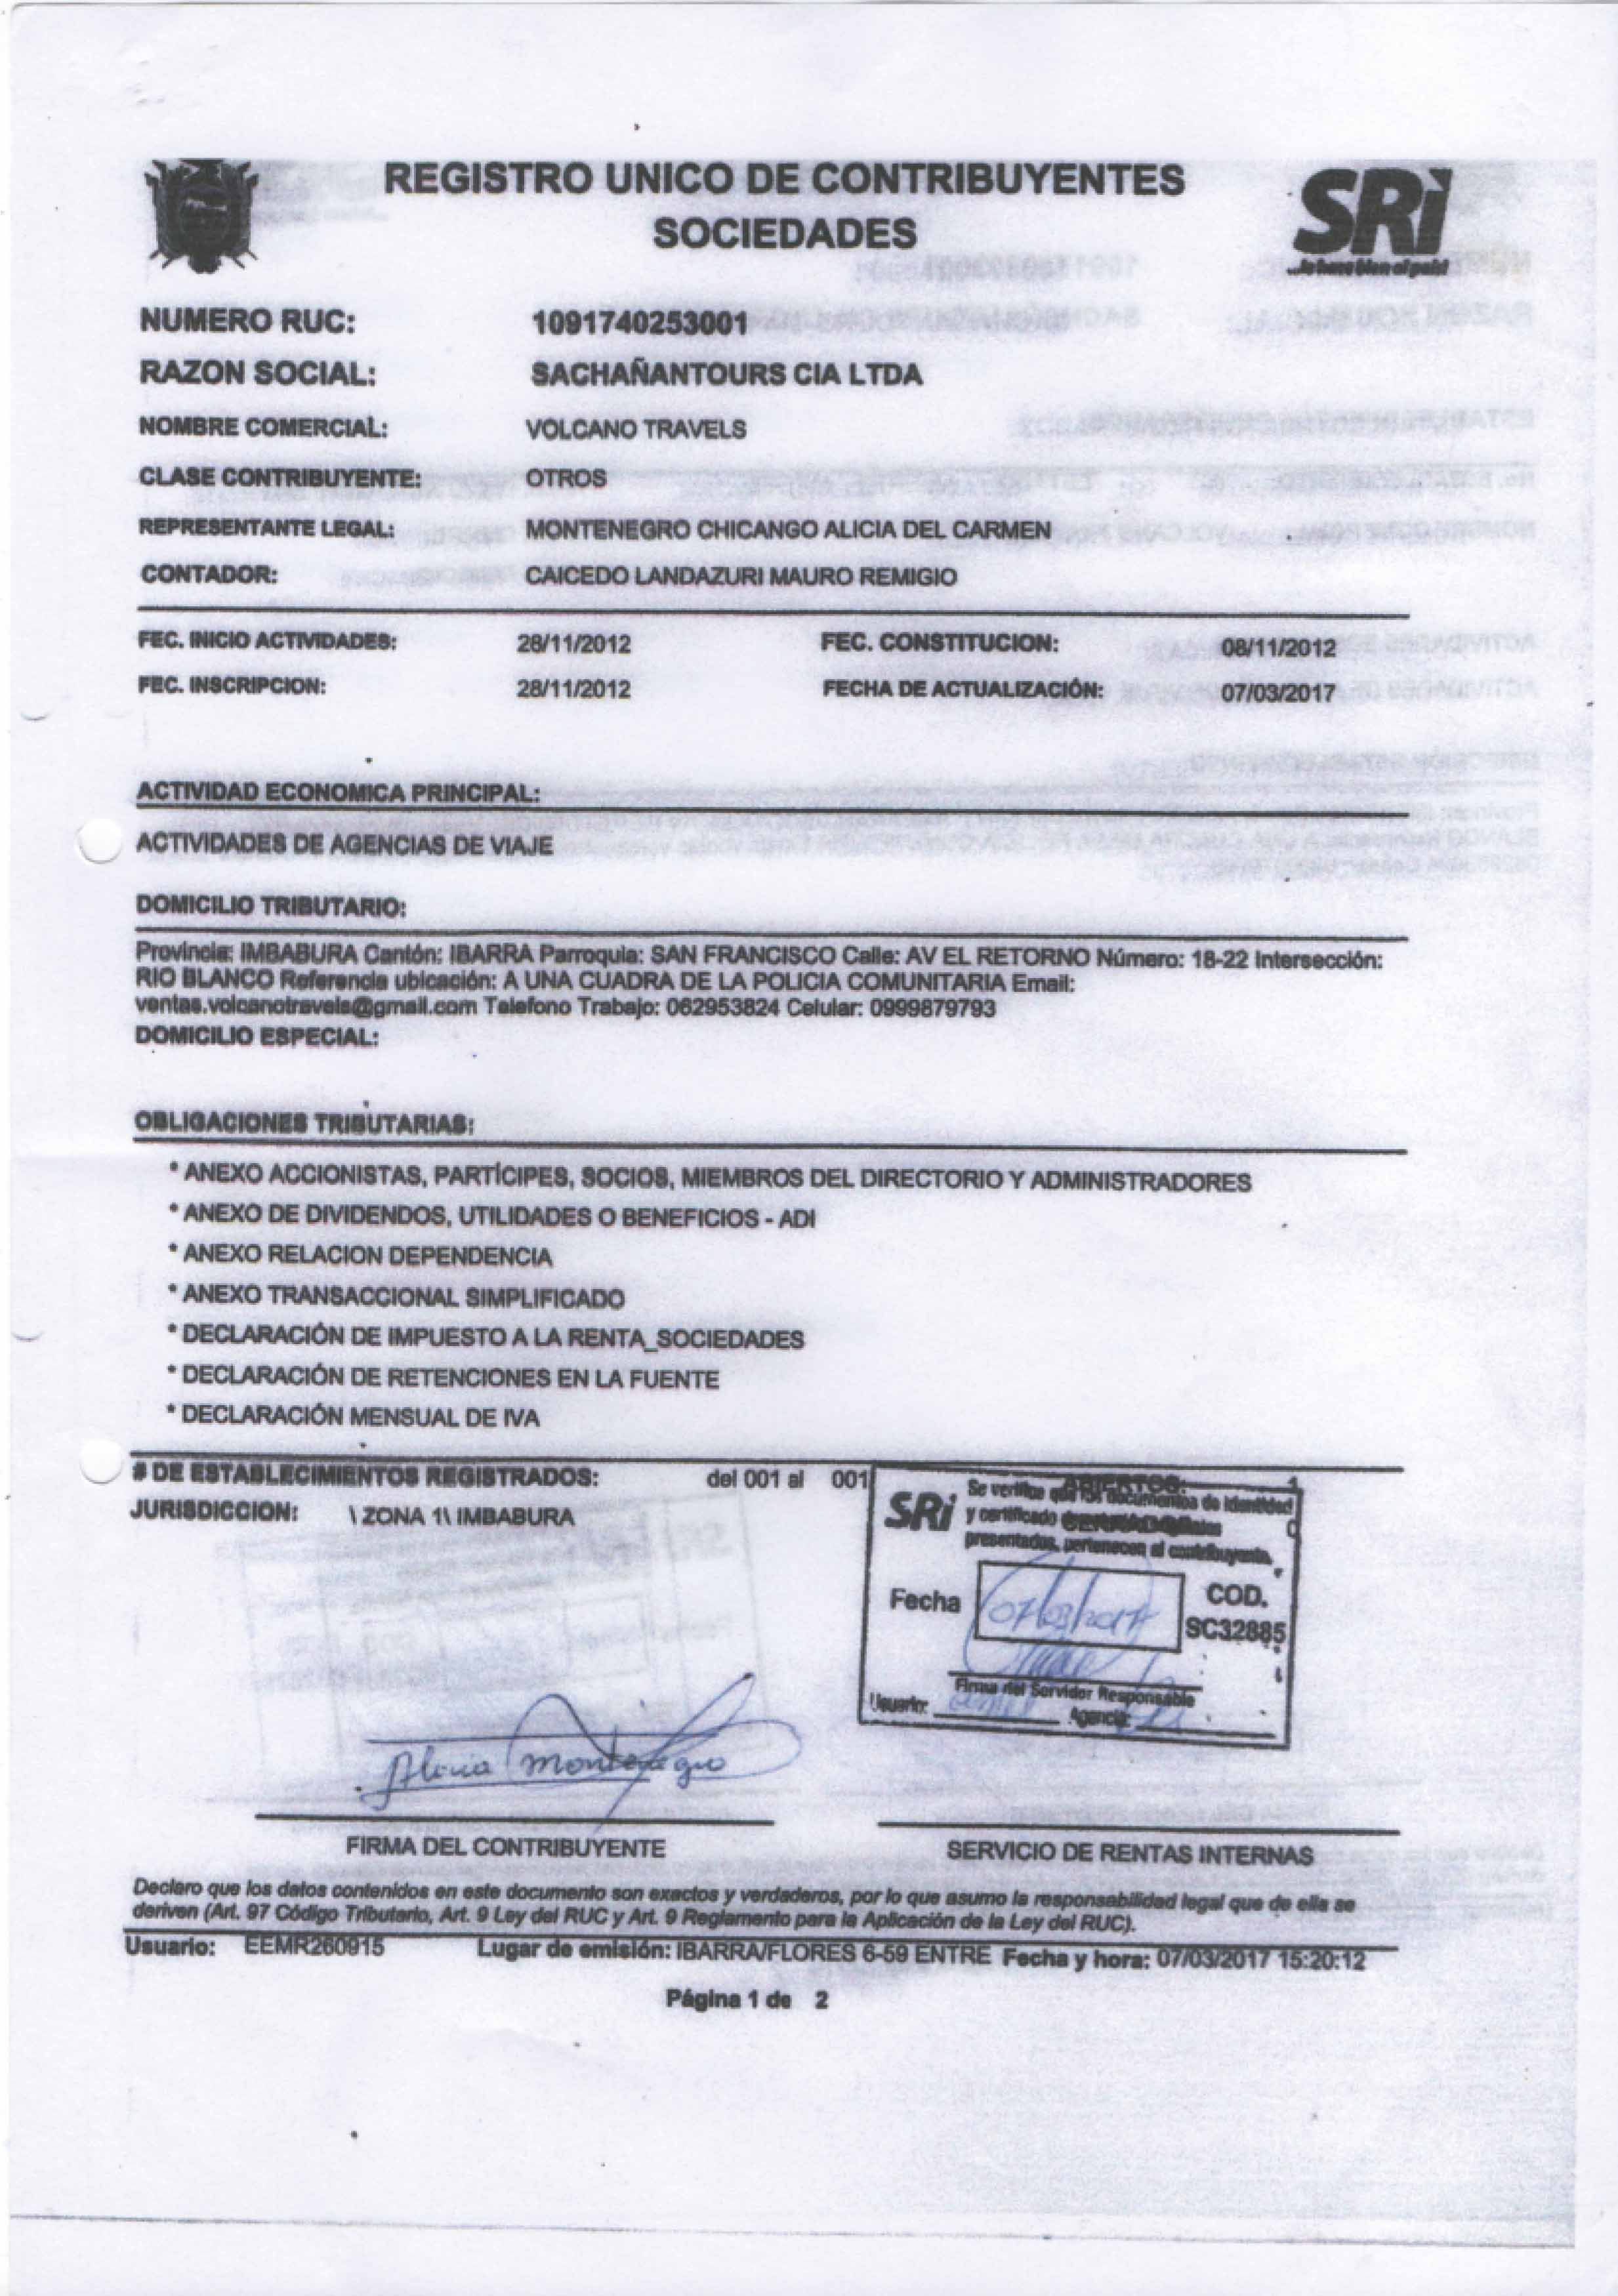 REGISTRO UNICO DE CONTRIBUYENTES
SOCIEDADES
SRi
...le hace bien al país!
NUMERO RUC: 1091740253001
RAZON SOCIAL: SACHAÑANTOURS CIA LTDA
NOMBRE COMERCIAL: VOLCANO TRAVELS
CLASE CONTRIBUYENTE: OTROS
REPRESENTANTE LEGAL: MONTENEGRO CHICANGO ALICIA DEL CARMEN
CONTADOR: CAICEDO LANDAZURI MAURO REMIGIO
FEC. INICIO ACTIVIDADES: 28/11/2012 FEC. CONSTITUCION: 08/11/2012
FEC. INSCRIPCION: 28/11/2012 FECHA DE ACTUALIZACIÓN: 07/03/2017
ACTIVIDAD ECONOMICA PRINCIPAL:
ACTIVIDADES DE AGENCIAS DE VIAJE
DOMICILIO TRIBUTARIO:
Provincia: IMBABURA Cantón: IBARRA Parroquia: SAN FRANCISCO Calle: AV EL RETORNO Número: 18-22 Intersección:
RIO BLANCO Referencia ubicación: A UNA CUADRA DE LA POLICIA COMUNITARIA Email:
ventas.volcanotravels@gmail.com Telefono Trabajo: 062953824 Celular: 0999879793
DOMICILIO ESPECIAL:
OBLIGACIONES TRIBUTARIAS:
* ANEXO ACCIONISTAS, PARTÍCIPES, SOCIOS, MIEMBROS DEL DIRECTORIO Y ADMINISTRADORES
* ANEXO DE DIVIDENDOS, UTILIDADES O BENEFICIOS - ADI
* ANEXO RELACION DEPENDENCIA
* ANEXO TRANSACCIONAL SIMPLIFICADO
* DECLARACIÓN DE IMPUESTO A LA RENTA_SOCIEDADES
* DECLARACIÓN DE RETENCIONES EN LA FUENTE
* DECLARACIÓN MENSUAL DE IVA
# DE ESTABLECIMIENTOS REGISTRADOS: del 001 al 001 ABIERTOS: 1
JURISDICCION: \ ZONA 1\ IMBABURA
SRi Se verifica que los documentos de identidad
y certificado
presentados, pertenecen al contribuyente.
Fecha 07/03/2017 COD.
SC32885
Firma del Servidor Responsable
Usuario: Agencia:
Alicia Montenegro
FIRMA DEL CONTRIBUYENTE SERVICIO DE RENTAS INTERNAS
Declaro que los datos contenidos en este documento son exactos y verdaderos, por lo que asumo la responsabilidad legal que de ella se
deriven (Art. 97 Código Tributario, Art. 9 Ley del RUC y Art. 9 Reglamento para la Aplicación de la Ley del RUC).
Usuario: EEMR260915 Lugar de emisión: IBARRA/FLORES 6-59 ENTRE Fecha y hora: 07/03/2017 15:20:12
Página 1 de 2